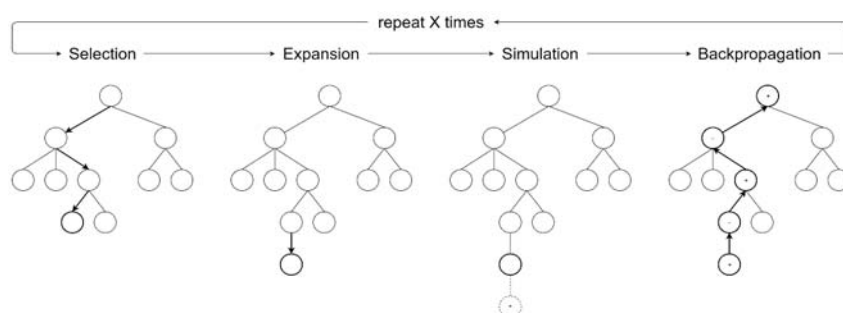 repeat X times
Selection
Expansion
Simulation
Backpropagation